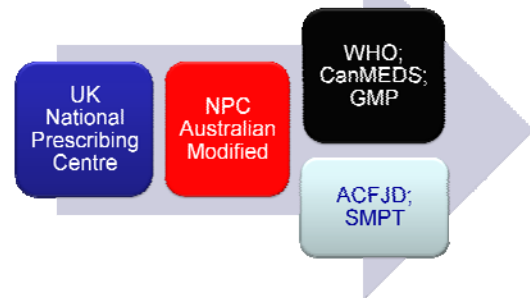 UK
National
Prescribing
Centre
NPC
Australian
Modified
WHO;
CanMEDS;
GMP
ACFJD;
SMPT